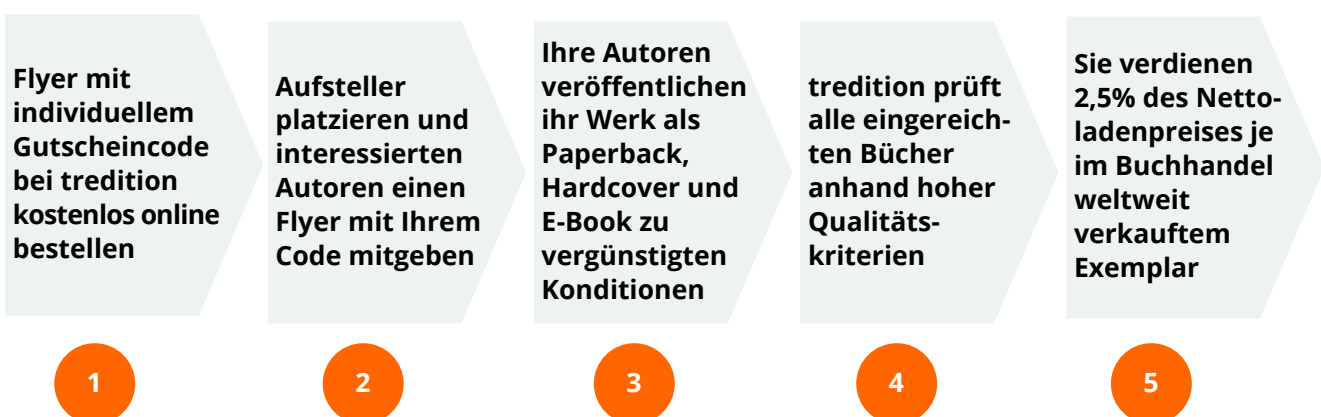 Flyer mit
individuellem
Gutscheincode
bei tredition
kostenlos online
bestellen
Aufsteller
platzieren und
interessierten
Autoren einen
Flyer mit Ihrem
Code mitgeben
Ihre Autoren
veröffentlichen
ihr Werk als
Paperback,
Hardcover und
E-Book zu
vergünstigten
Konditionen
tredition prüft
alle eingereich-
ten Bücher
anhand hoher
Qualitäts-
kriterien
Sie verdienen
2,5% des Netto-
ladenpreises je
im Buchhandel
weltweit
verkauftem
Exemplar
1
2
3
4
5